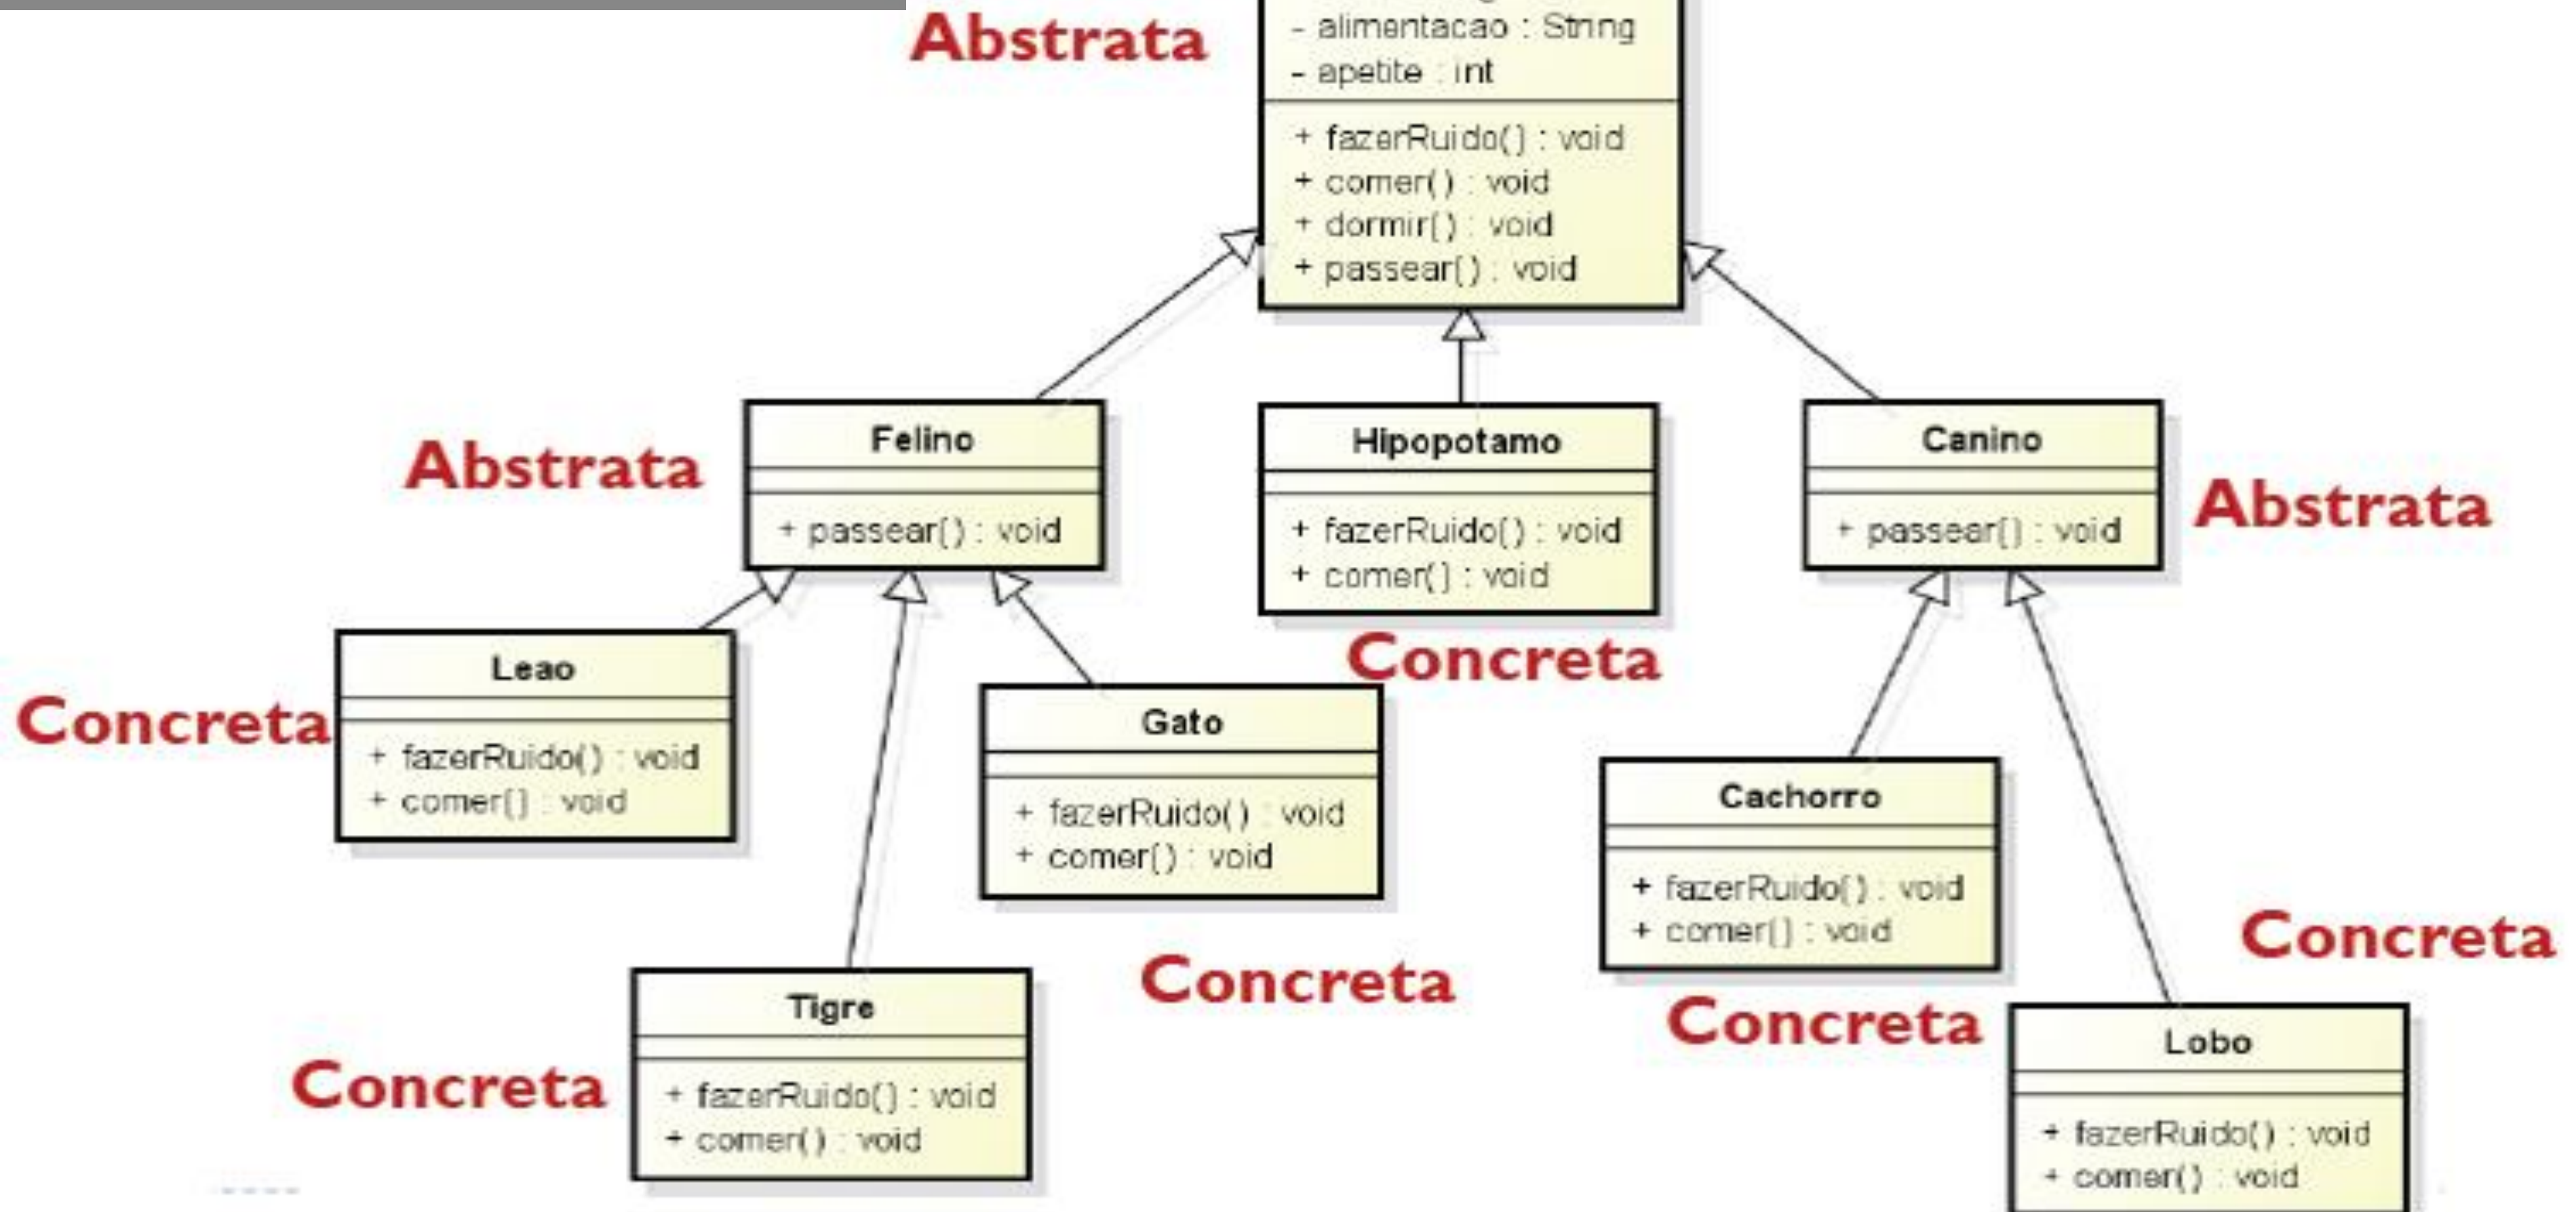 Abstrata
- alimentacao : String
- apetite : int
+ fazerRuido() : void
+ comer() : void
+ dormir() : void
+ passear() : void
Abstrata
Felino
+ passear() : void
Hipopotamo
+ fazerRuido() : void
+ comer() : void
Concreta
Canino
+ passear() : void
Abstrata
Concreta
Leao
+ fazerRuido() : void
+ comer() : void
Gato
+ fazerRuido() : void
+ comer() : void
Concreta
Cachorro
+ fazerRuido() : void
+ comer() : void
Concreta
Concreta
Tigre
+ fazerRuido() : void
+ comer() : void
Concreta
Lobo
+ fazerRuido() : void
+ comer() : void